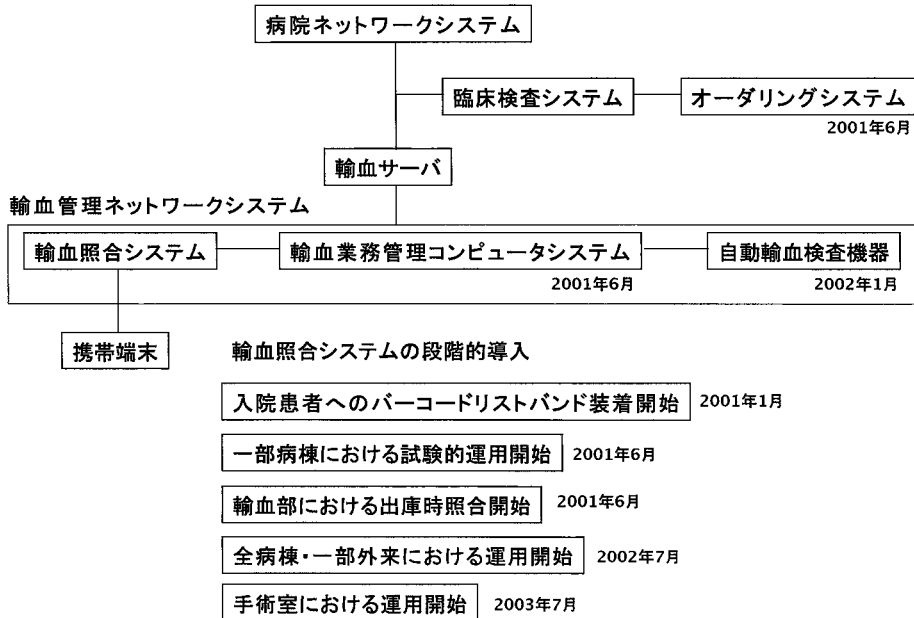 病院ネットワークシステム
臨床検査システム
オーダリングシステム
2001年6月
輸血サーバ
輸血管理ネットワークシステム
輸血照合システム
輸血業務管理コンピュータシステム
自動輸血検査機器
2001年6月
2002年1月
携帯端末
輸血照合システムの段階的導入
入院患者へのバーコードリストバンド装着開始 2001年1月
一部病棟における試験的運用開始 2001年6月
輸血部における出庫時照合開始 2001年6月
全病棟・一部外来における運用開始 2002年7月
手術室における運用開始 2003年7月